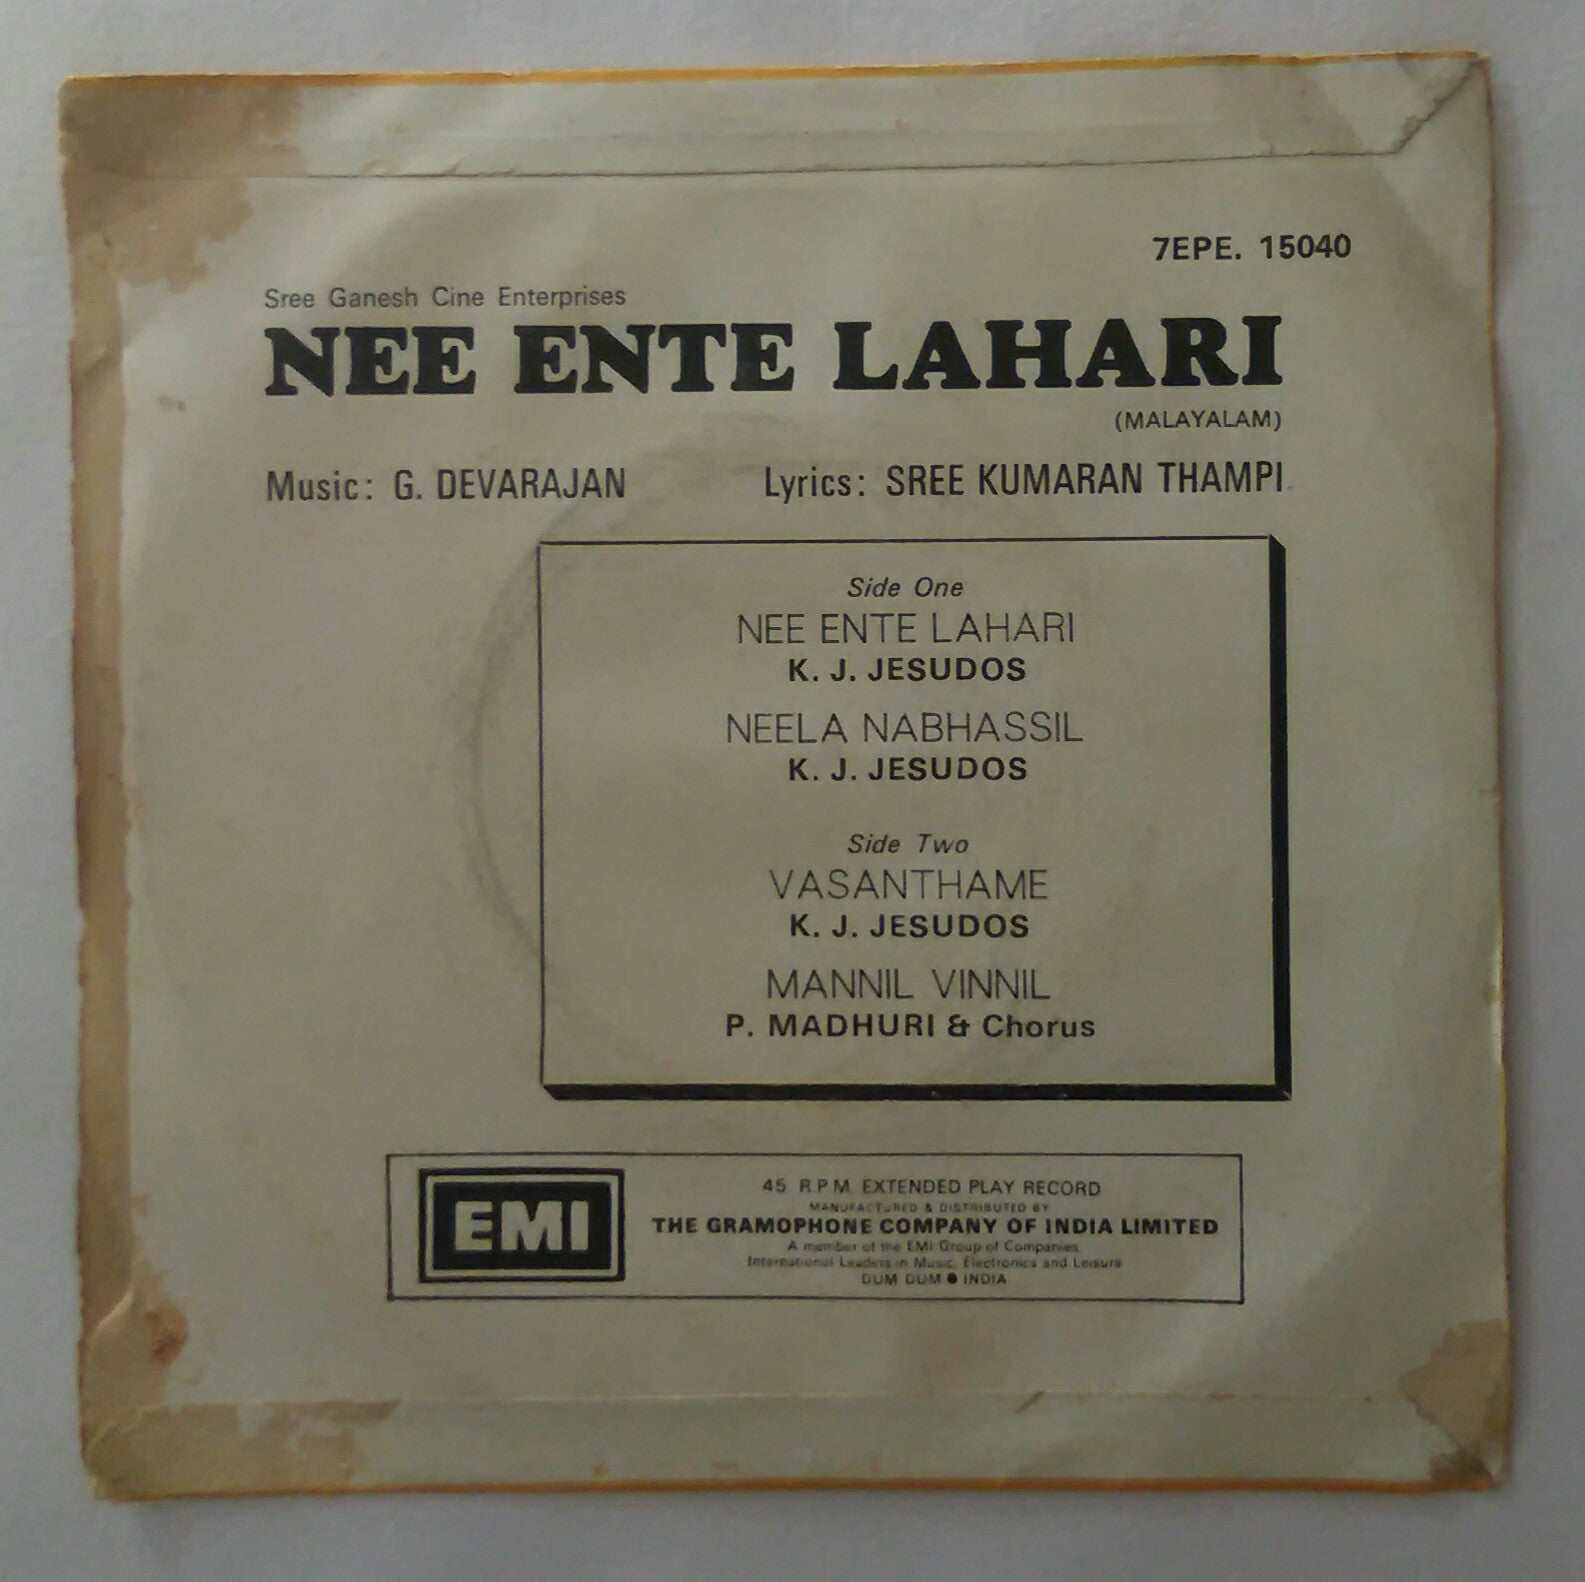 7EPE. 15040
Sree Ganesh Cine Enterprises
NEE ENTE LAHARI
(MALAYALAM)
Music: G. DEVARAJAN Lyrics: SREE KUMARAN THAMPI
Side One
NEE ENTE LAHARI
K. J. JESUDOS
NEELA NABHASSIL
K. J. JESUDOS
Side Two
VASANTHAME
K. J. JESUDOS
MANNIL VINNIL
P. MADHURI & Chorus
EMI
45 R.P.M. EXTENDED PLAY RECORD
MANUFACTURED & DISTRIBUTED BY
THE GRAMOPHONE COMPANY OF INDIA LIMITED
A member of the EMI Group of Companies
International Leaders in Music, Electronics and Leisure
DUM DUM ● INDIA